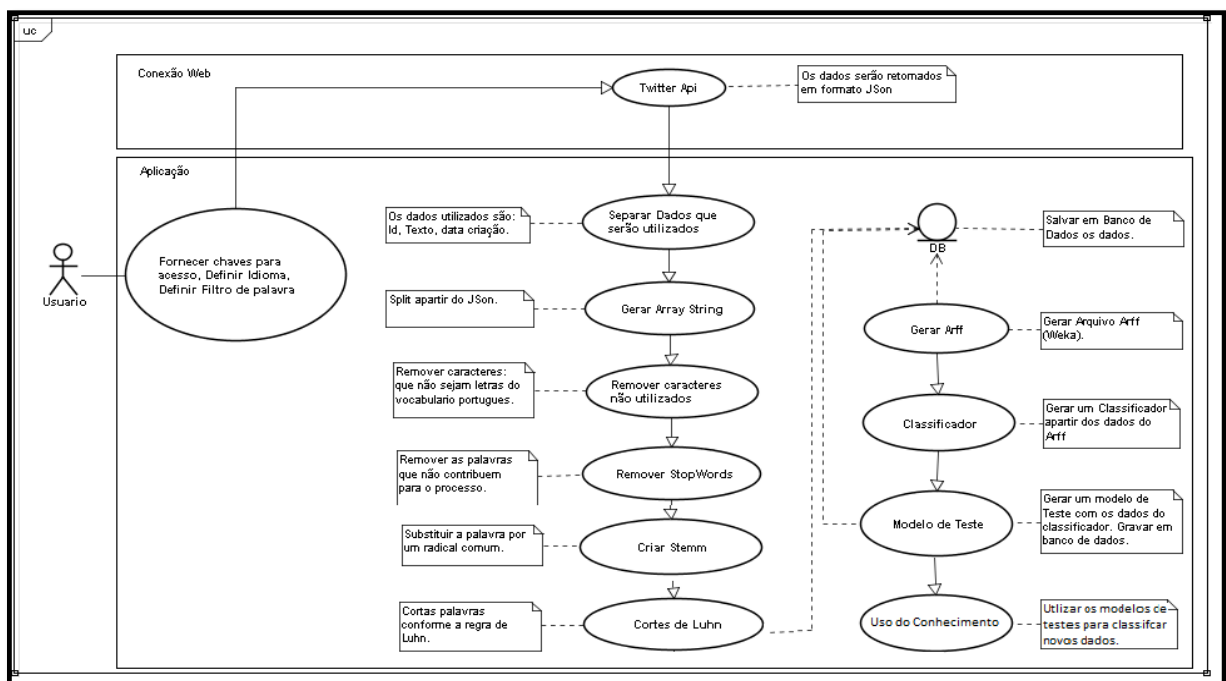 uc
Conexão Web
Twitter Api
Os dados serão retornados
em formato JSon
Aplicação
Usuario
Fornecer chaves para
acesso, Definir Idioma,
Definir Filtro de palavra
Os dados utilizados são:
Id, Texto, data criação.
Separar Dados que
serão utilizados
Split apartir do JSon.
Gerar Array String
Remover caracteres:
que não sejam letras do
vocabulario portugues.
Remover caracteres
não utilizados
Remover as palavras
que não contribuem
para o processo.
Remover StopWords
Substituir a palavra por
um radical comum.
Criar Stemm
Cortas palavras
conforme a regra de
Luhn.
Cortes de Luhn
DB
Salvar em Banco de
Dados os dados.
Gerar Arff
Gerar Arquivo Arff
(Weka).
Classificador
Gerar um Classificador
apartir dos dados do
Arff
Modelo de Teste
Gerar um modelo de
Teste com os dados do
classificador. Gravar em
banco de dados.
Uso do Conhecimento
Utlizar os modelos de
testes para classifcar
novos dados.